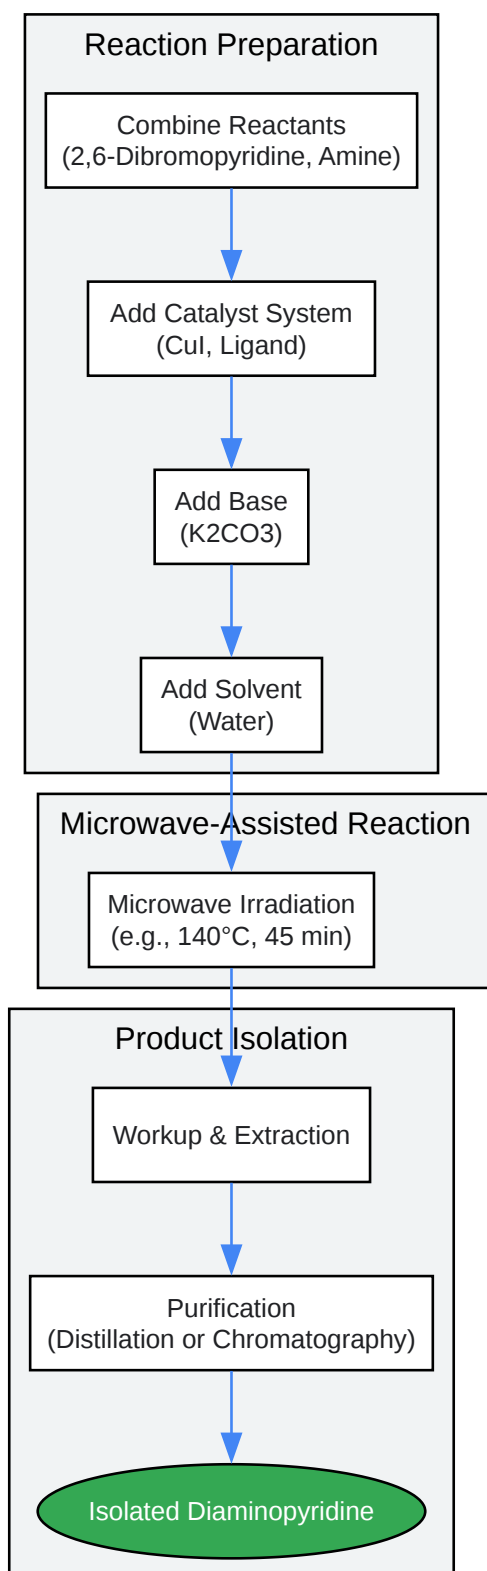 Reaction Preparation
Combine Reactants
(2,6-Dibromopyridine, Amine)
Add Catalyst System
(CuI, Ligand)
Add Base
(K2CO3)
Add Solvent
(Water)
Microwave-Assisted Reaction
Microwave Irradiation
(e.g., 140°C, 45 min)
Product Isolation
Workup & Extraction
Purification
(Distillation or Chromatography)
Isolated Diaminopyridine